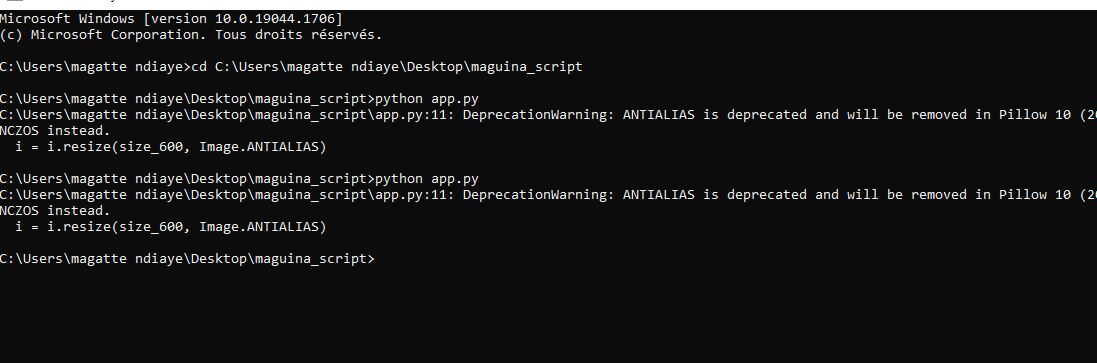 Microsoft Windows [version 10.0.19044.1706]
(c) Microsoft Corporation. Tous droits réservés.
C:\Users\magatte ndiaye>cd C:\Users\magatte ndiaye\Desktop\maguina_script
C:\Users\magatte ndiaye\Desktop\maguina_script>python app.py
C:\Users\magatte ndiaye\Desktop\maguina_script\app.py:11: DeprecationWarning: ANTIALIAS is deprecated and will be removed in Pillow 10 (20
NCZOS instead.
  i = i.resize(size_600, Image.ANTIALIAS)
C:\Users\magatte ndiaye\Desktop\maguina_script>python app.py
C:\Users\magatte ndiaye\Desktop\maguina_script\app.py:11: DeprecationWarning: ANTIALIAS is deprecated and will be removed in Pillow 10 (20
NCZOS instead.
  i = i.resize(size_600, Image.ANTIALIAS)
C:\Users\magatte ndiaye\Desktop\maguina_script>